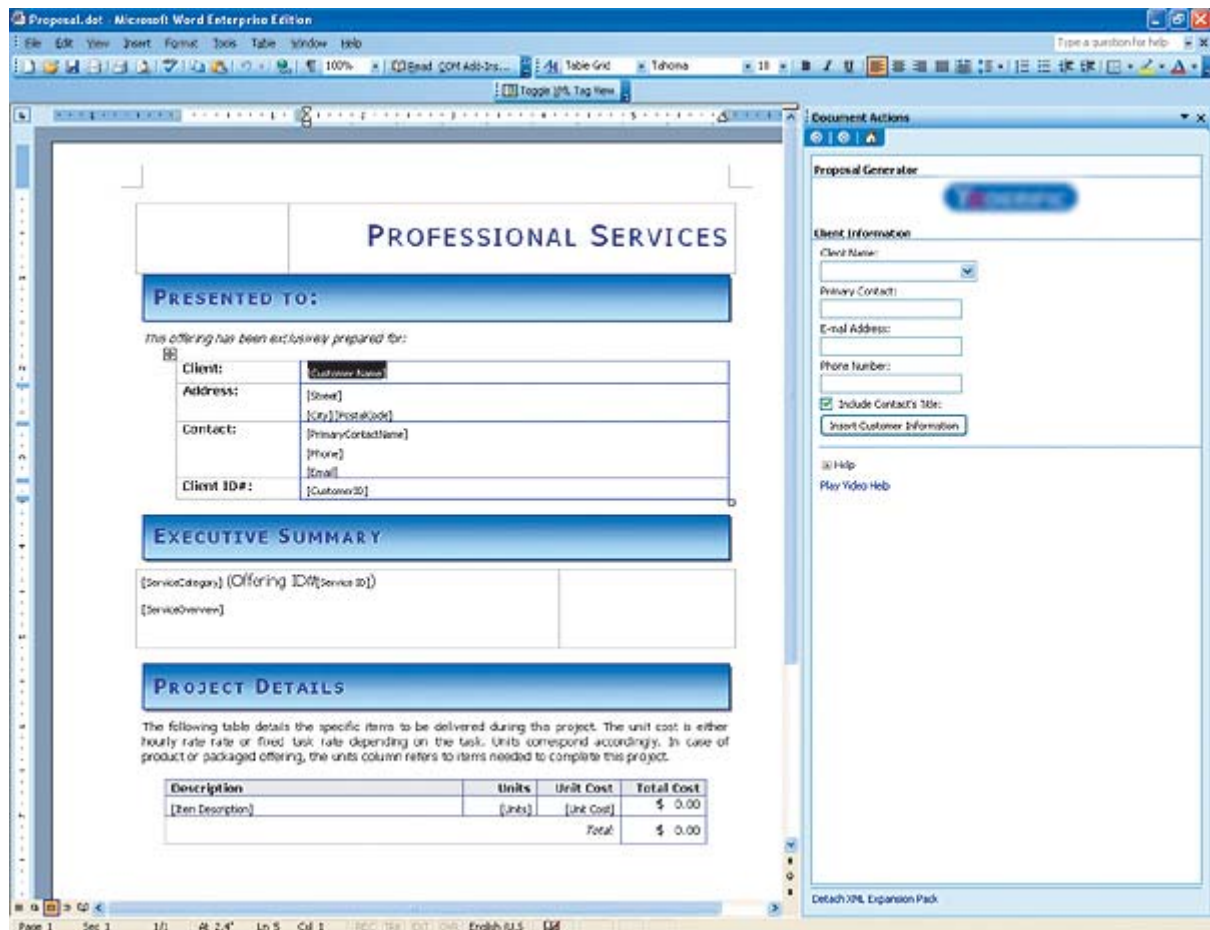 Proposal.dot - Microsoft Word Enterprise Edition
File Edit View Insert Format Tools Table Window Help
Type a question for help
100% Read COM Add-Ins... Table Grid Tahoma 10 B I U
Toggle XML Tag View
Document Actions
Proposal Generator
Client Information
Client Name:
Primary Contact:
E-mail Address:
Phone Number:
Include Contact's Title:
Insert Customer Information
Help
Play Video Help
Detach XML Expansion Pack
PROFESSIONAL SERVICES
PRESENTED TO:
This offering has been exclusively prepared for:
Client: [Customer Name]
Address: [Street]
[City] [PostalCode]
Contact: [PrimaryContactName]
[Phone]
[Email]
Client ID#: [CustomerID]
EXECUTIVE SUMMARY
[ServiceCategory] (Offering ID#[Service ID])
[ServiceOverview]
PROJECT DETAILS
The following table details the specific items to be delivered during this project. The unit cost is either
hourly rate rate or fixed task rate depending on the task. Units correspond accordingly. In case of
product or packaged offering, the units column refers to items needed to complete this project.
Description Units Unit Cost Total Cost
[Item Description] [Units] [Unit Cost] $ 0.00
Total: $ 0.00
Page 1 Sec 1 1/1 At 2.4" Ln 5 Col 1 REC TRK EXT OVR English (U.S